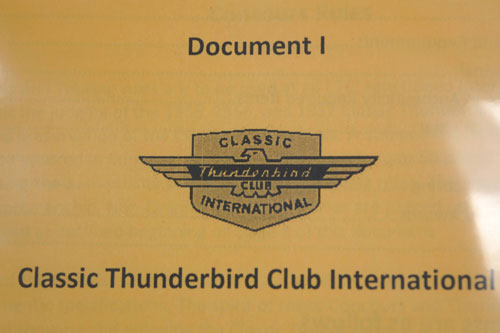 Document I
CLASSIC
Thunderbird
CLUB
INTERNATIONAL
Classic Thunderbird Club International